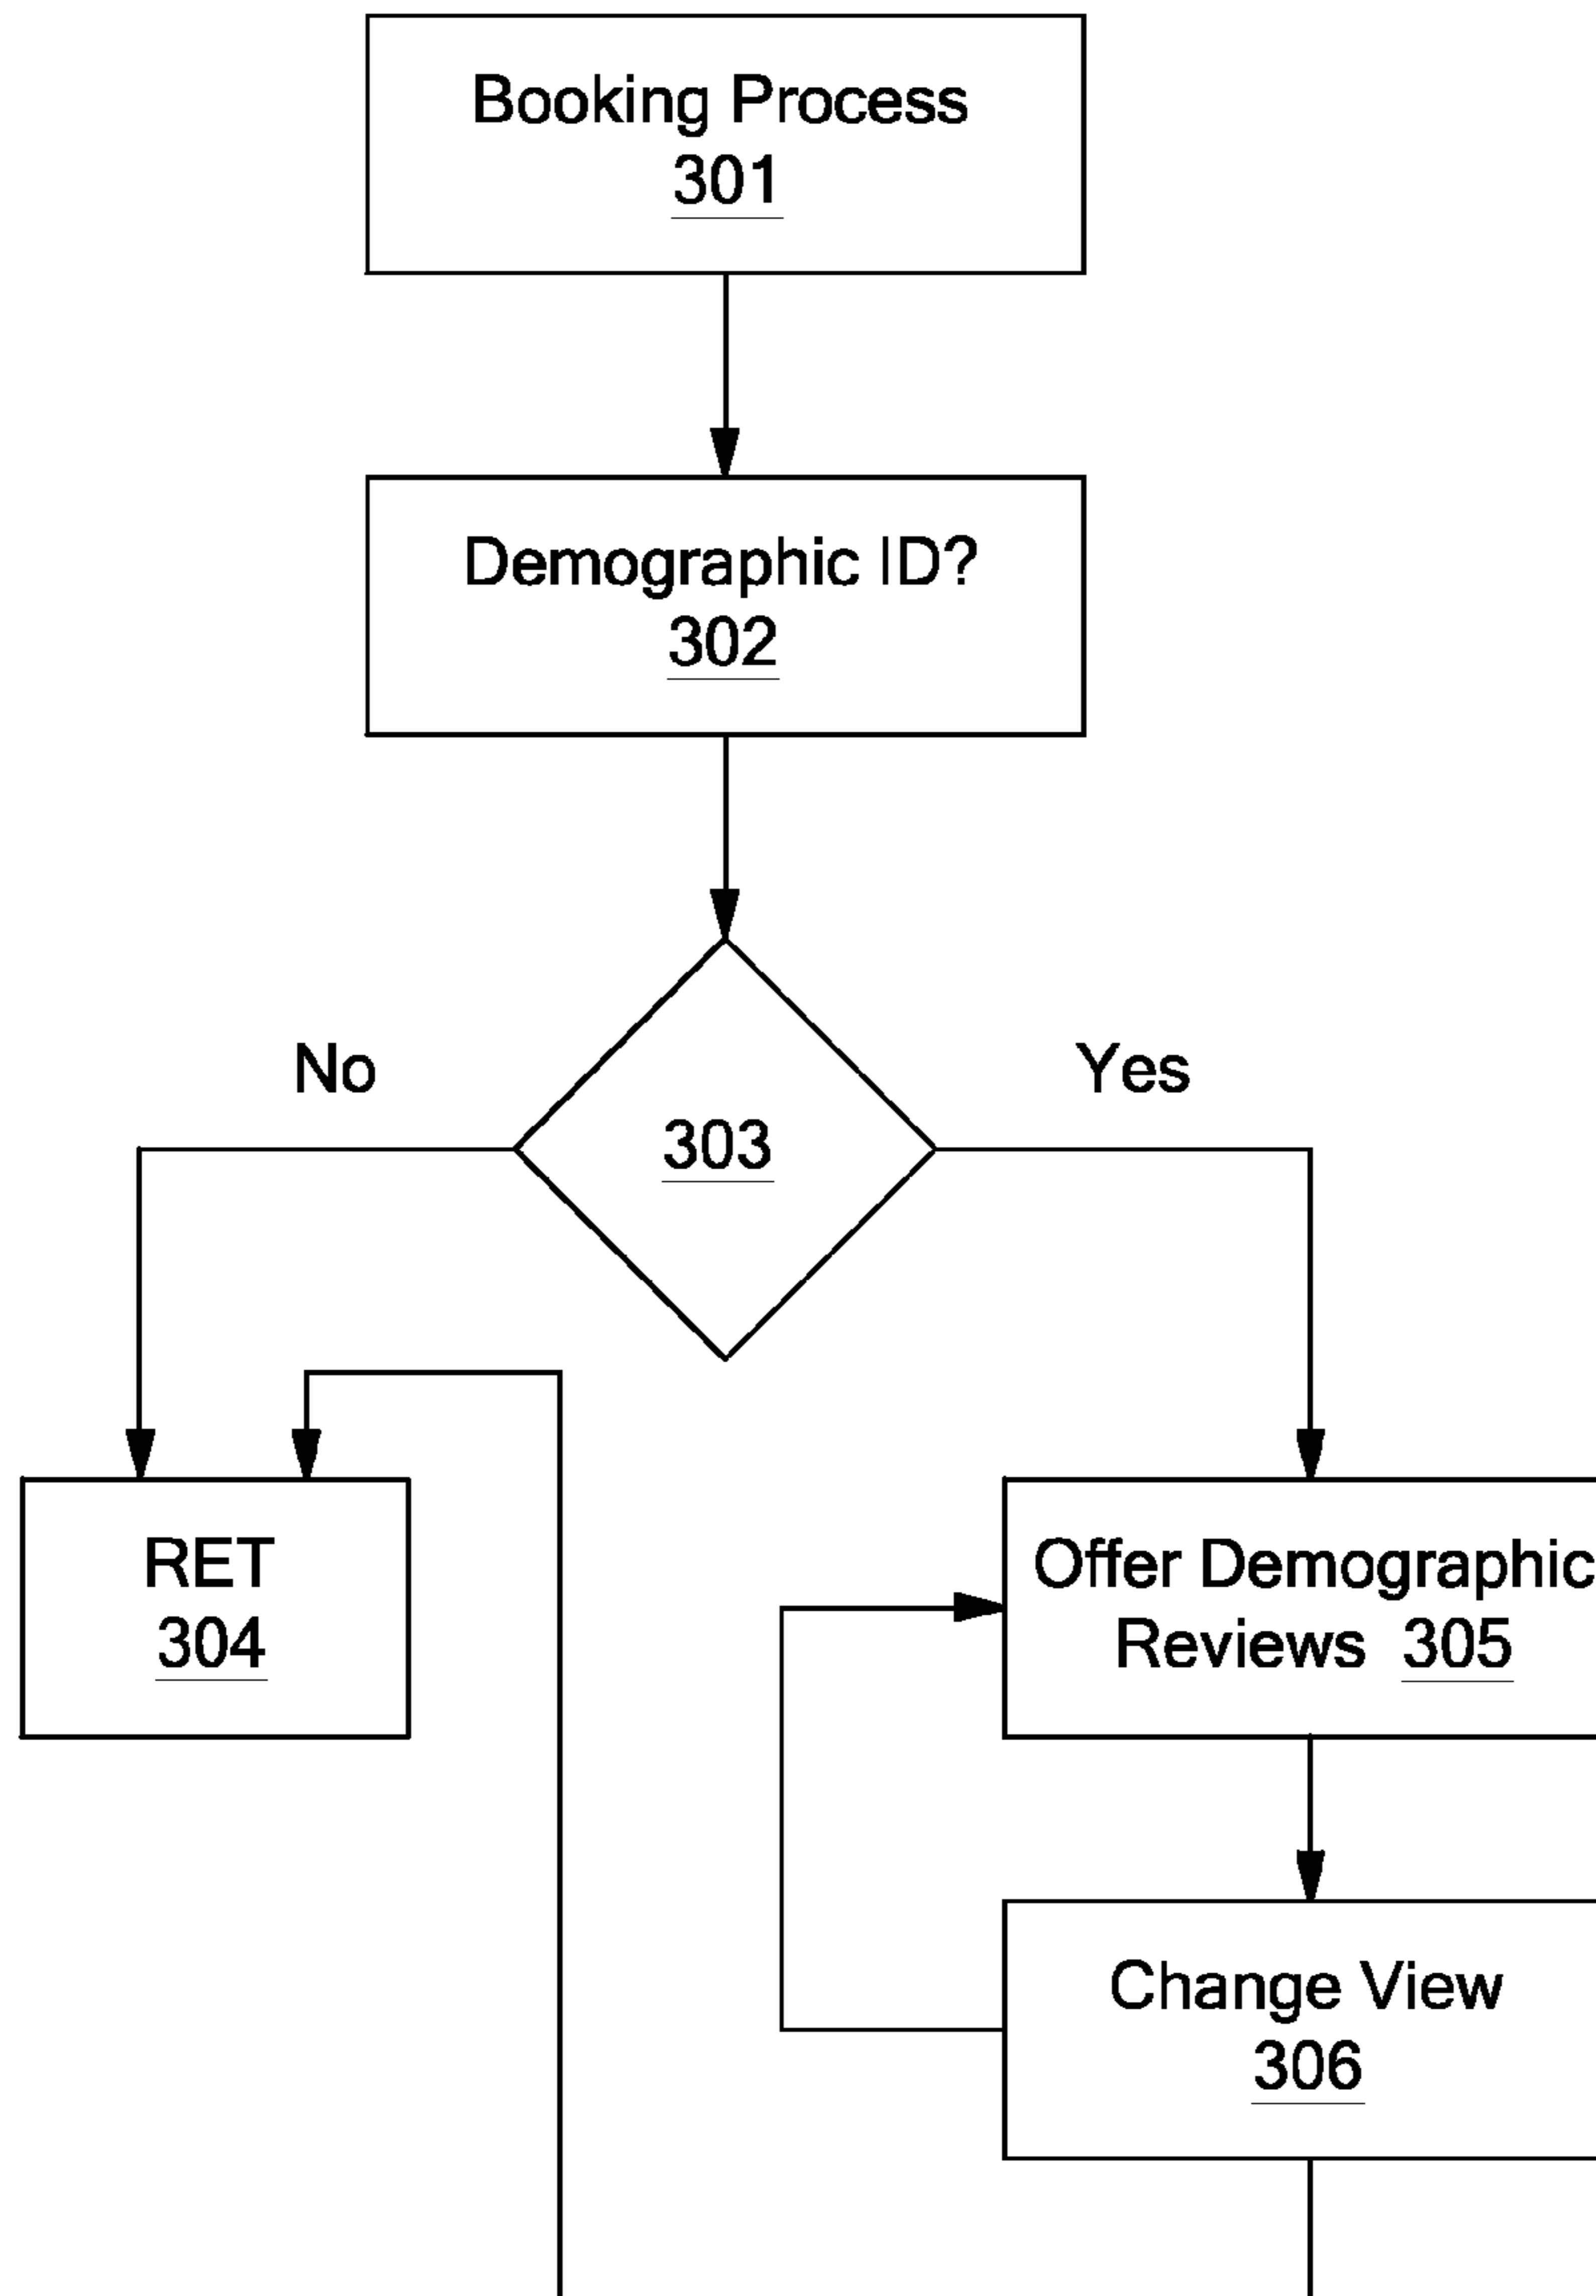 Booking Process
301
Demographic ID?
302
No
Yes
303
RET
304
Offer Demographic
Reviews 305
Change View
306